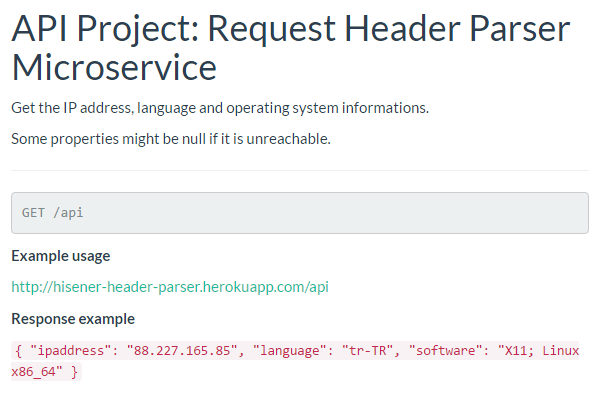 API Project: Request Header Parser
Microservice
Get the IP address, language and operating system informations.
Some properties might be null if it is unreachable.
GET /api
Example usage
http://hisener-header-parser.herokuapp.com/api
Response example
{ "ipaddress": "88.227.165.85", "language": "tr-TR", "software": "X11; Linux
x86_64" }